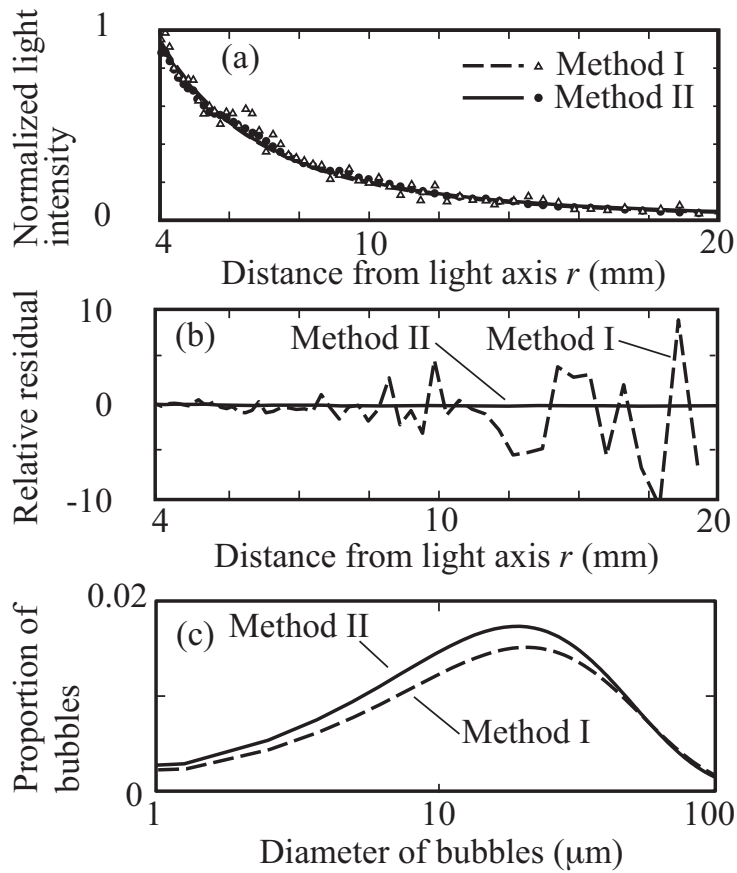 1
(a)
Method I
Method II
Normalized light
intensity
0
4
10
20
Distance from light axis r (mm)
10
(b)
Method II
Method I
Relative residual
0
-10
4
10
20
Distance from light axis r (mm)
0.02
(c)
Method II
Method I
Proportion of
bubbles
0
1
10
100
Diameter of bubbles (μm)